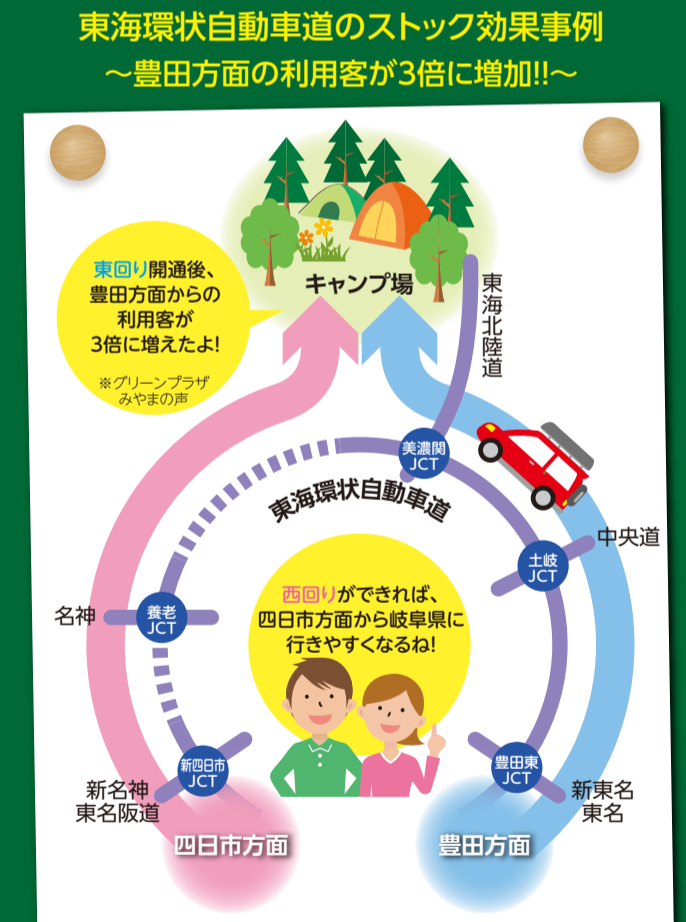 東海環状自動車道のストック効果事例
～豊田方面の利用客が3倍に増加!!～
キャンプ場
東回り開通後、
豊田方面からの
利用客が
3倍に増えたよ!
※グリーンプラザ
みやまの声
東海北陸道
美濃関
JCT
東海環状自動車道
中央道
土岐
JCT
西回りができれば、
四日市方面から岐阜県に
行きやすくなるね!
名神
養老
JCT
新四日市
JCT
豊田東
JCT
新名神
東名阪道
新東名
東名
四日市方面
豊田方面